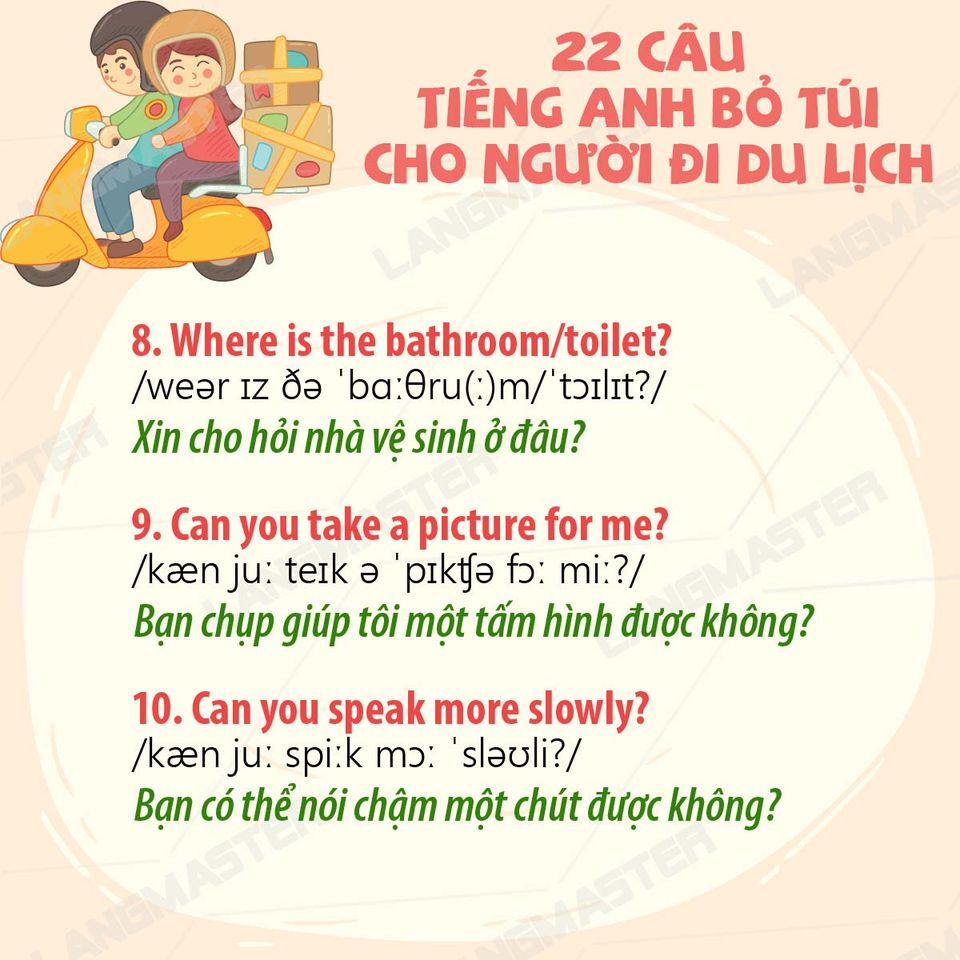 22 CÂU
TIẾNG ANH BỎ TÚI
CHO NGƯỜI ĐI DU LỊCH
8. Where is the bathroom/toilet?
/weər ɪz ðə ˈbɑːθru(ː)m/ˈtɔɪlɪt?/
Xin cho hỏi nhà vệ sinh ở đâu?
9. Can you take a picture for me?
/kæn juː teɪk ə ˈpɪkʧə fɔː miː?/
Bạn chụp giúp tôi một tấm hình được không?
10. Can you speak more slowly?
/kæn juː spiːk mɔː ˈsləʊli?/
Bạn có thể nói chậm một chút được không?
LANGMASTER